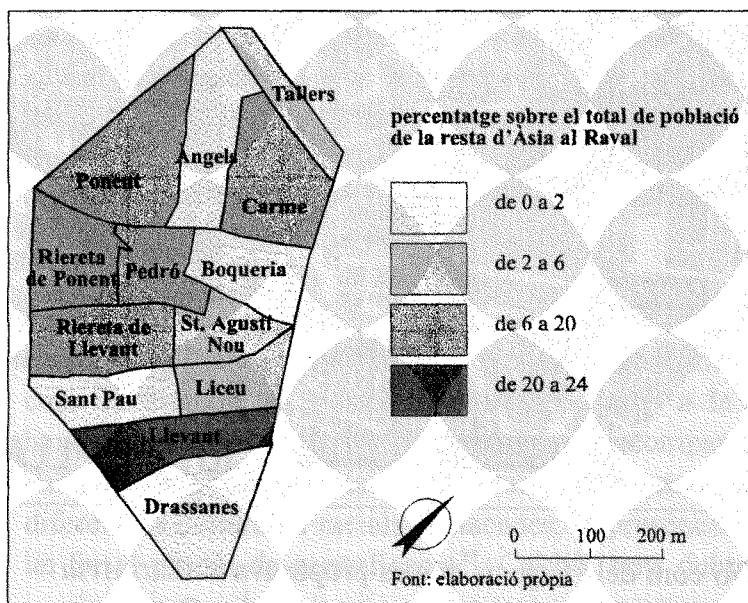 Tallers
Àngels
Ponent
Carme
Riereta
de Ponent
Pedró
Boqueria
Riereta de
Llevant
St. Agustí
Nou
Sant Pau
Liceu
Llevant
Drassanes
percentatge sobre el total de població
de la resta d'Àsia al Raval
de 0 a 2
de 2 a 6
de 6 a 20
de 20 a 24
0 100 200 m
Font: elaboració pròpia